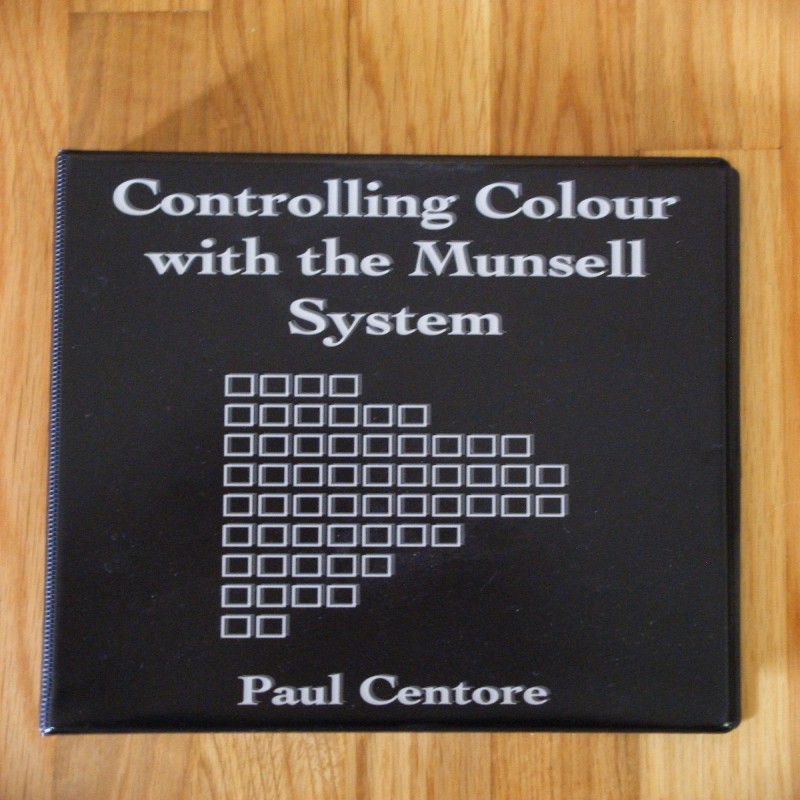 Controlling Colour
with the Munsell
System
Paul Centore